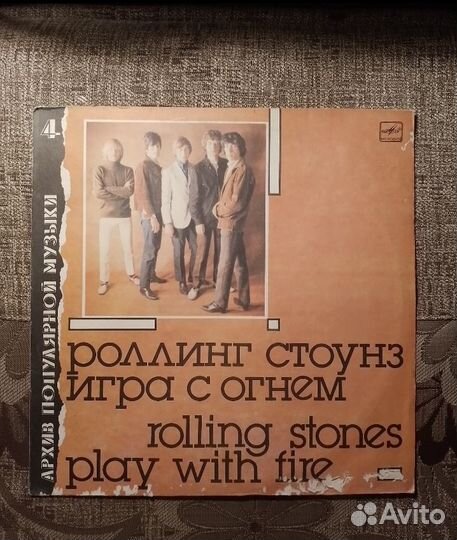 4
АРХИВ ПОПУЛЯРНОЙ МУЗЫКИ
роллинг стоунз
игра с огнем
rolling stones
play with fire
Avito